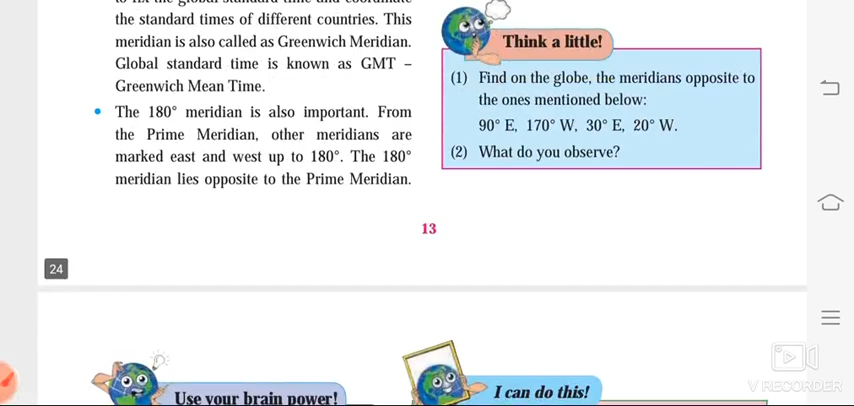 the standard times of different countries. This
meridian is also called as Greenwich Meridian.
Global standard time is known as GMT –
Greenwich Mean Time.
• The 180° meridian is also important. From
the Prime Meridian, other meridians are
marked east and west up to 180°. The 180°
meridian lies opposite to the Prime Meridian.
Think a little!
(1) Find on the globe, the meridians opposite to
the ones mentioned below:
90° E, 170° W, 30° E, 20° W.
(2) What do you observe?
13
24
Use your brain power!
I can do this!
V RECORDER